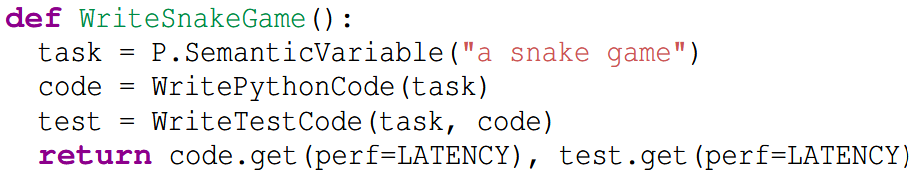 def WriteSnakeGame():
  task = P.SemanticVariable("a snake game")
  code = WritePythonCode(task)
  test = WriteTestCode(task, code)
  return code.get(perf=LATENCY), test.get(perf=LATENCY)